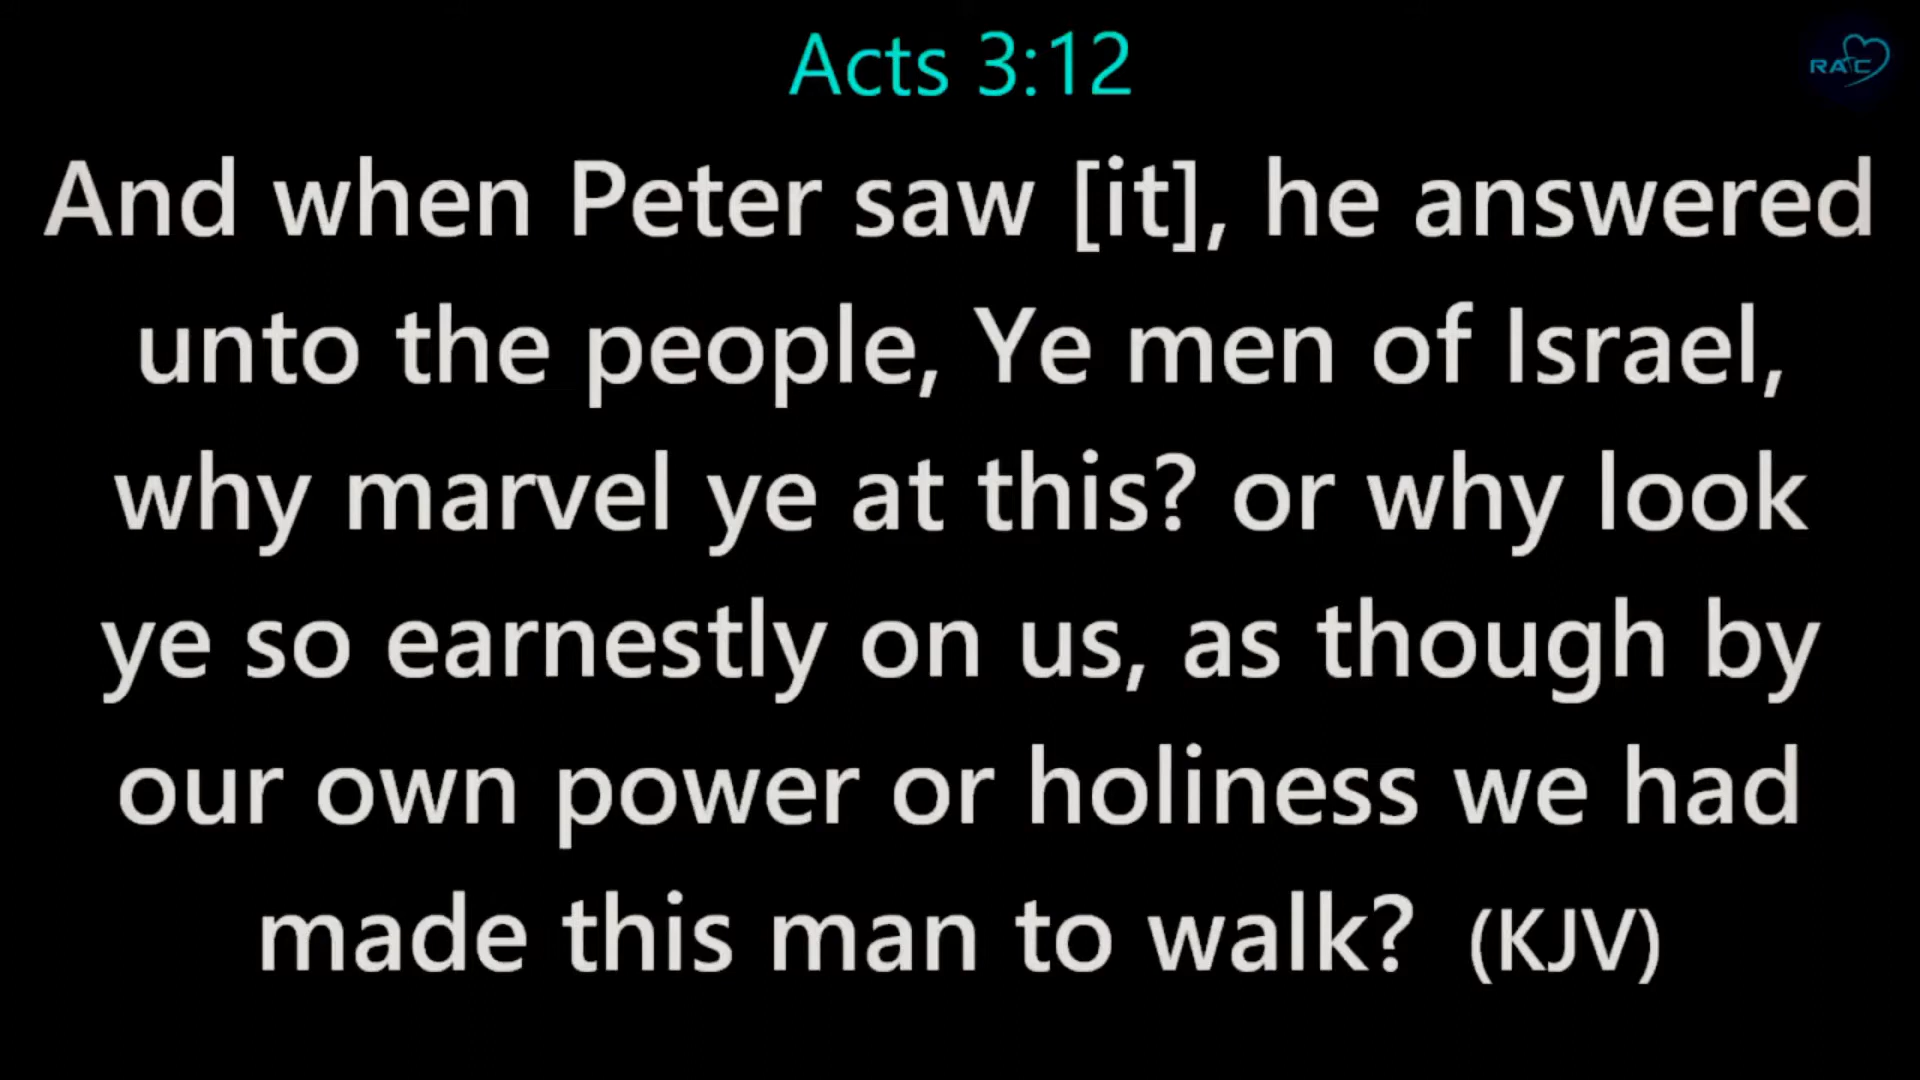 Acts 3:12
RAFC
And when Peter saw [it], he answered
unto the people, Ye men of Israel,
why marvel ye at this? or why look
ye so earnestly on us, as though by
our own power or holiness we had
made this man to walk? (KJV)